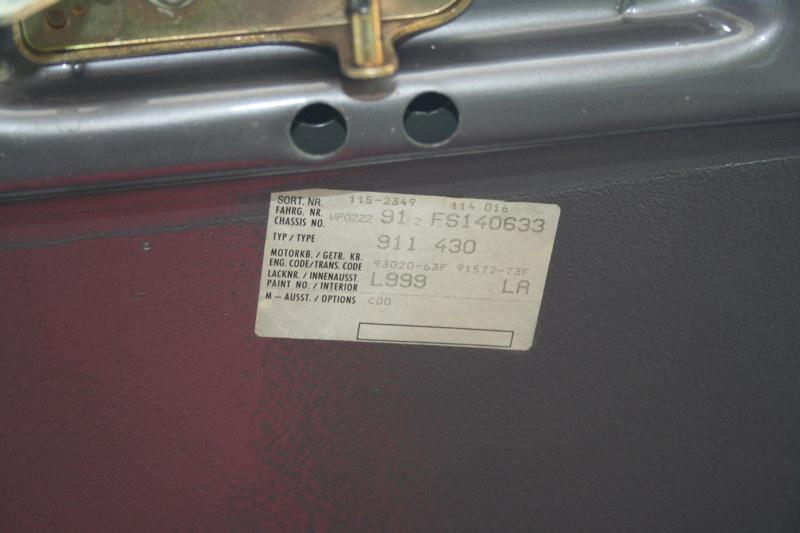 SORT. NR. 115-2349 114 016
FAHRG. NR.
CHASSIS NO. WPOZZZ 91 Z FS140633
TYP / TYPE 911 430
MOTORKB. / GETR. KB.
ENG. CODE/TRANS. CODE 93020-63F 91572-73F
LACKNR. / INNENAUSST.
PAINT NO. / INTERIOR L999 LA
M – AUSST. / OPTIONS C00